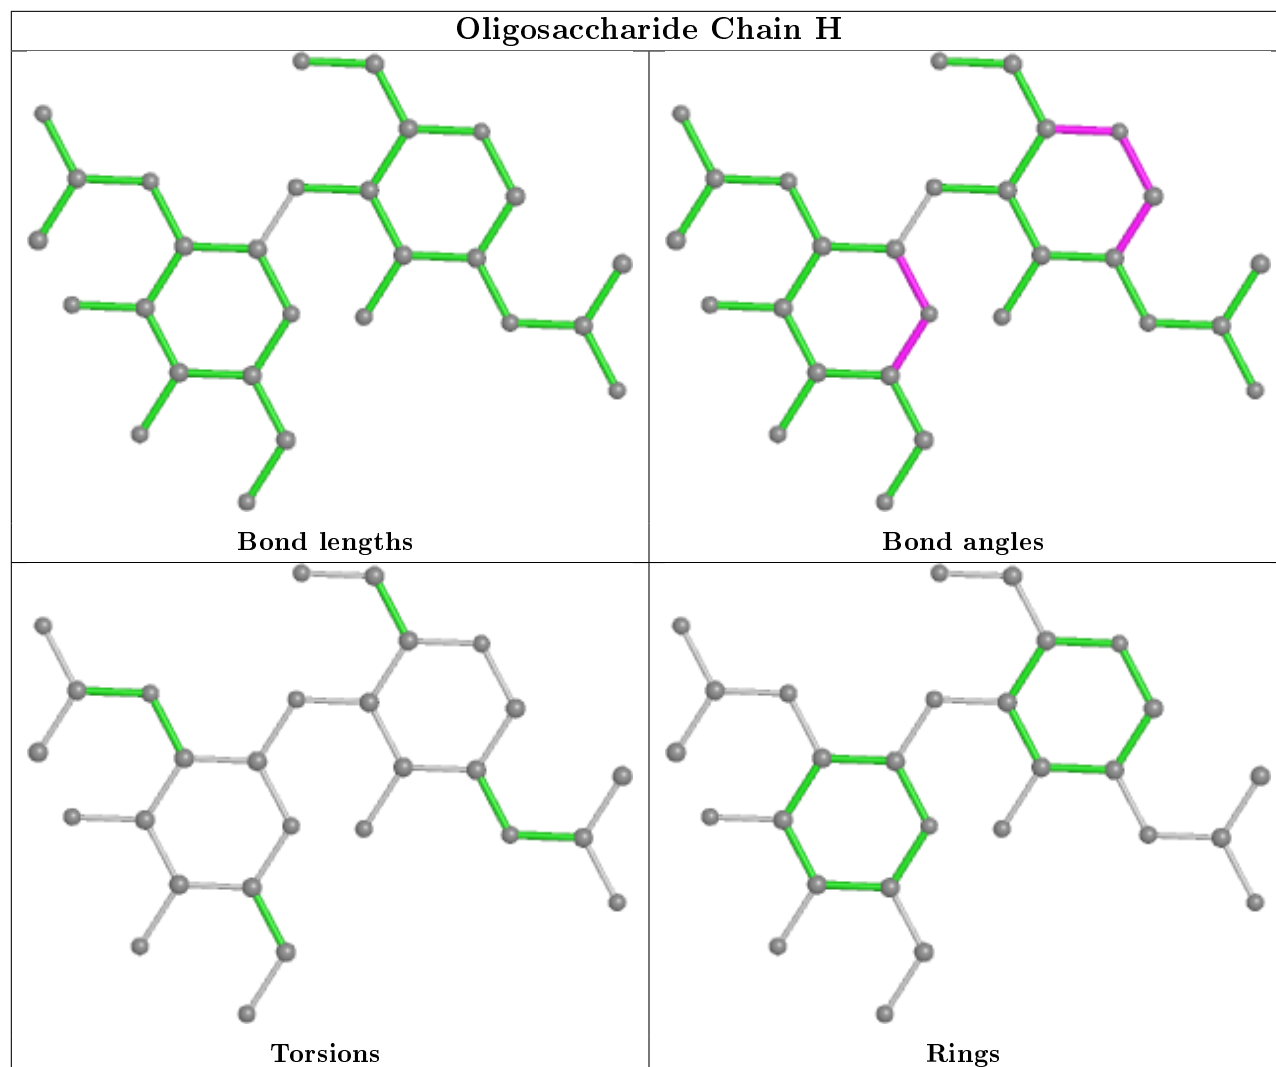 Oligosaccharide Chain H
Bond lengths
Bond angles
Torsions
Rings